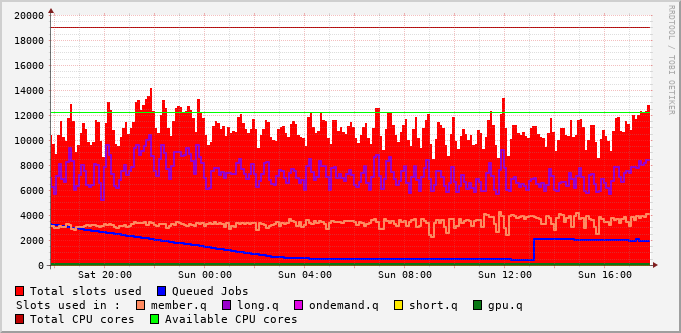 20000
18000
16000
14000
12000
10000
8000
6000
4000
2000
0
Sat 20:00 Sun 00:00 Sun 04:00 Sun 08:00 Sun 12:00 Sun 16:00
Total slots used Queued Jobs
Slots used in : member.q long.q ondemand.q short.q gpu.q
Total CPU cores Available CPU cores
RRDTOOL / TOBI OETIKER